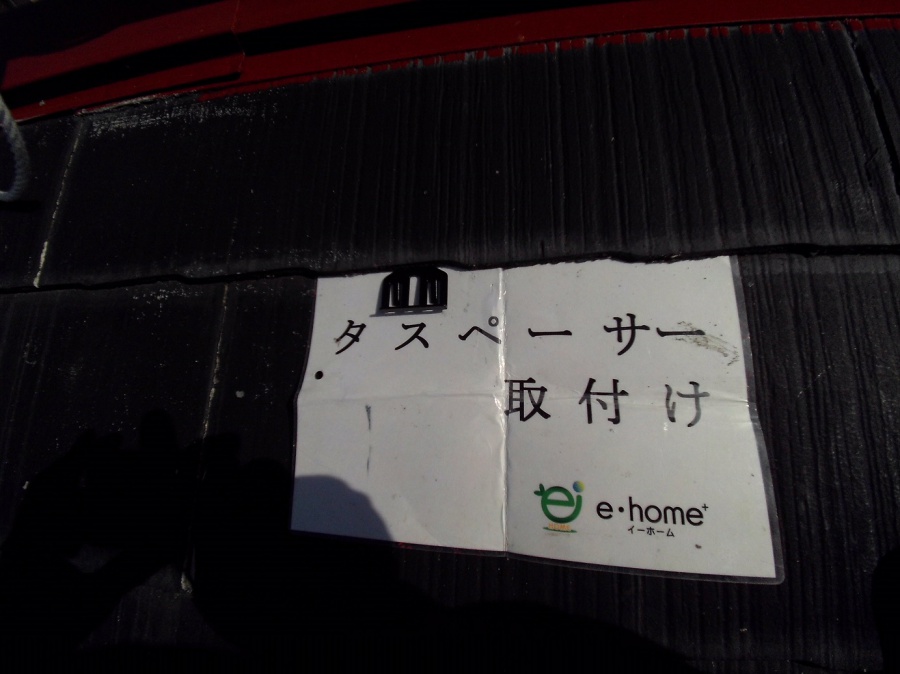 タスペーサー
取付け
e・home+
イーホーム